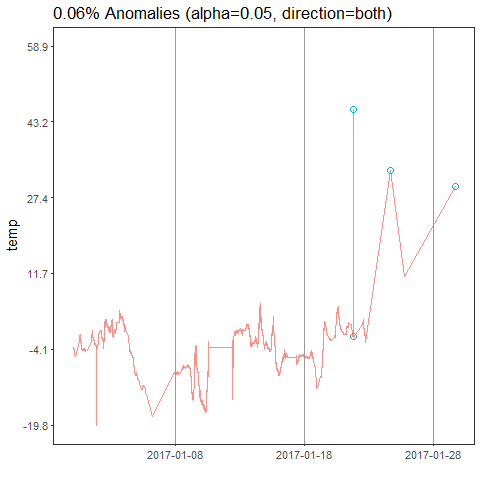 0.06% Anomalies (alpha=0.05, direction=both)
58.9
43.2
27.4
11.7
-4.1
-19.8
temp
2017-01-08 2017-01-18 2017-01-28